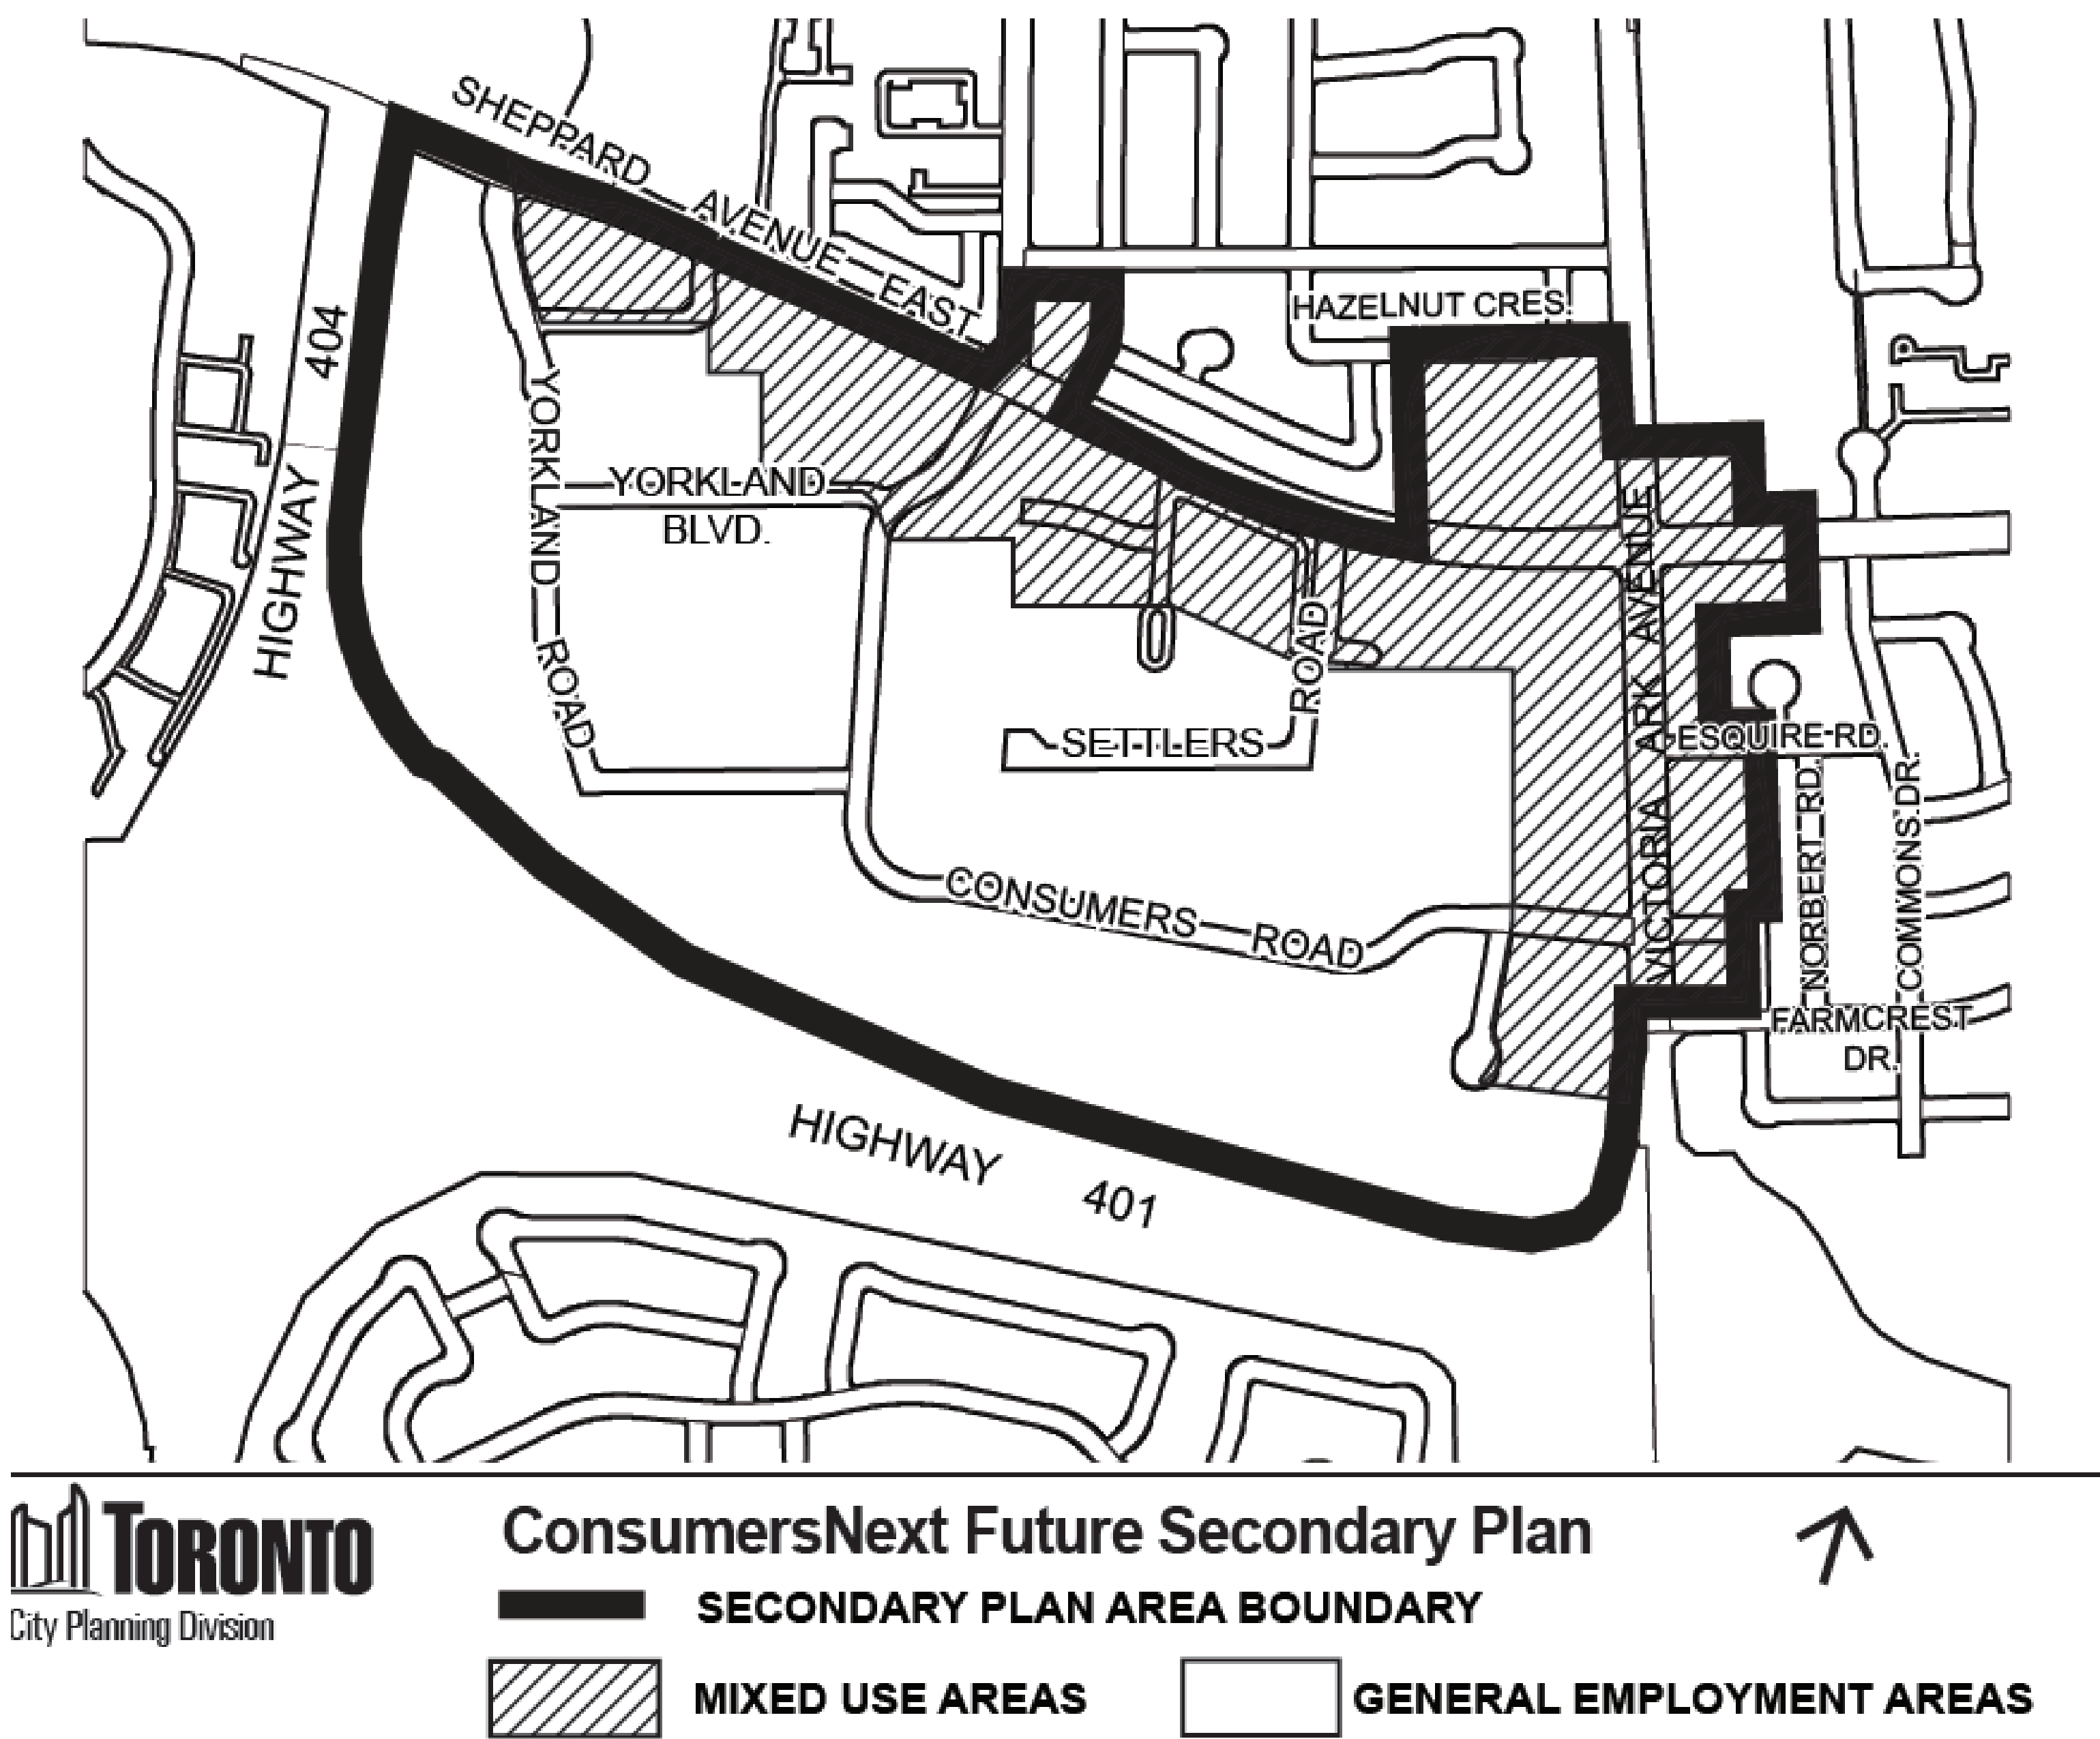 SHEPPARD AVENUE EAST
HAZELNUT CRES.
404
HIGHWAY
YORKLAND ROAD
YORKLAND
BLVD.
VICTORIA ARK AVENUE
SETTLERS ROAD
ESQUIRE RD.
NORBERT RD.
COMMONS DR.
CONSUMERS ROAD
FARMCREST
DR.
HIGHWAY 401
TORONTO
City Planning Division
ConsumersNext Future Secondary Plan
SECONDARY PLAN AREA BOUNDARY
MIXED USE AREAS
GENERAL EMPLOYMENT AREAS